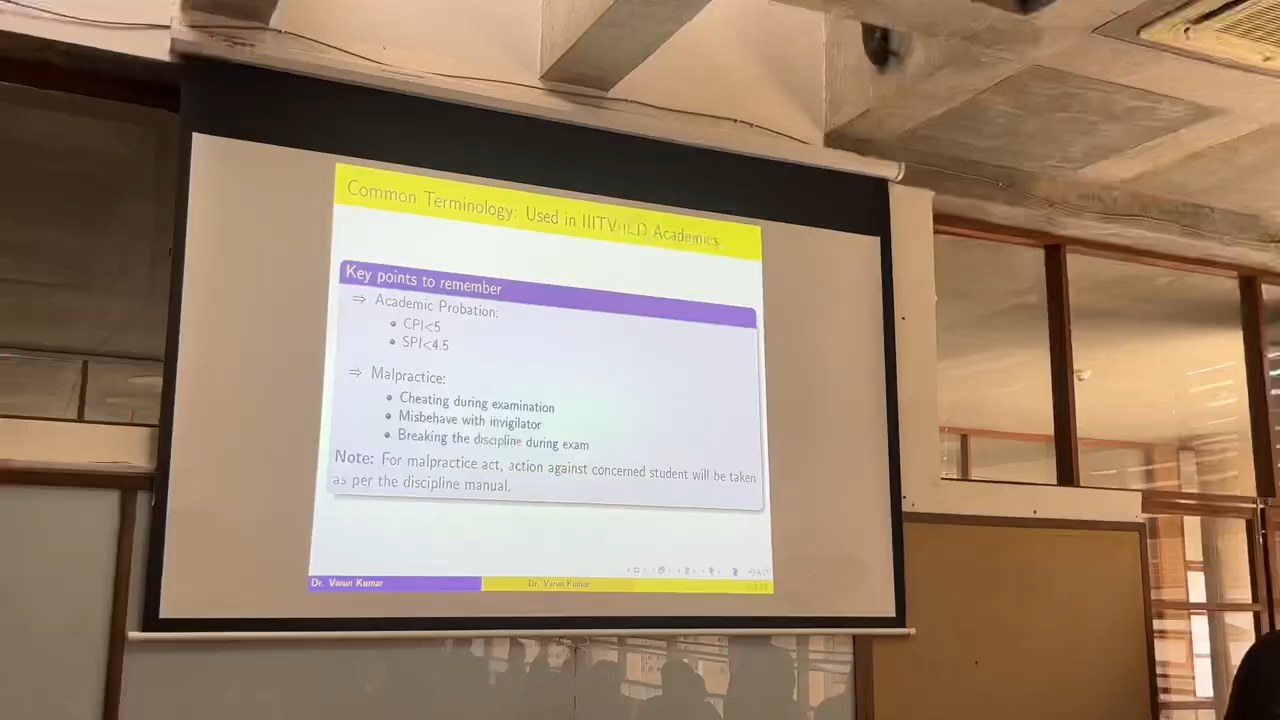 Common Terminology: Used in IIITV-ICD Academics
Key points to remember
⇒ Academic Probation:
• CPI<5
• SPI<4.5
⇒ Malpractice:
• Cheating during examination
• Misbehave with invigilator
• Breaking the discipline during exam
Note: For malpractice act, action against concerned student will be taken
as per the discipline manual.
Dr. Varun Kumar
Dr. Varun Kumar